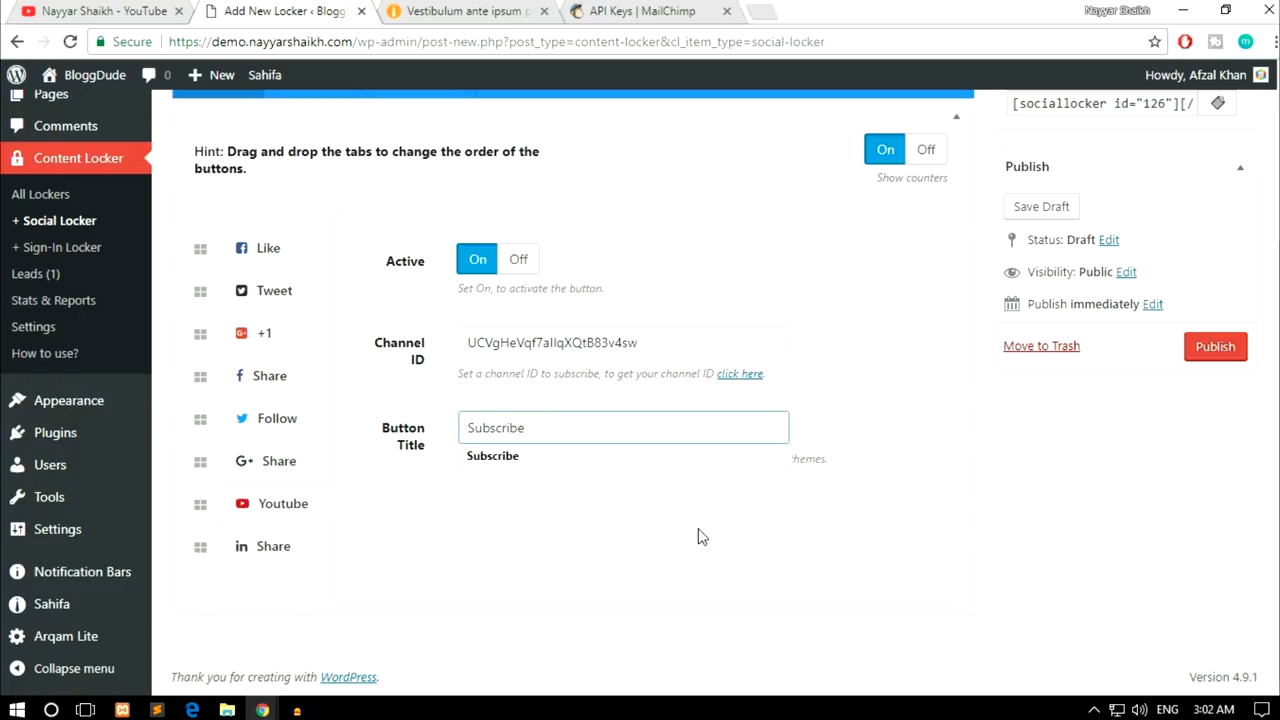 Nayyar Shaikh - YouTube
Add New Locker ‹ Blogg
Vestibulum ante ipsum p
API Keys | MailChimp
Nayyar Shaikh
Secure
https://demo.nayyarshaikh.com/wp-admin/post-new.php?post_type=content-locker&cl_item_type=social-locker
BloggDude
0
New
Sahifa
Howdy, Afzal Khan
Pages
Comments
Content Locker
All Lockers
+ Social Locker
+ Sign-In Locker
Leads (1)
Stats & Reports
Settings
How to use?
Appearance
Plugins
Users
Tools
Settings
Notification Bars
Sahifa
Arqam Lite
Collapse menu
Hint: Drag and drop the tabs to change the order of the
buttons.
On Off
Show counters
Like
Tweet
+1
Share
Follow
G+ Share
Youtube
in Share
Active
On Off
Set On, to activate the button.
Channel
ID
Set a channel ID to subscribe, to get your channel ID click here.
Button
Title
Subscribe
Subscribe
themes.
[sociallocker id="126"][/
Publish
Save Draft
Status: Draft Edit
Visibility: Public Edit
Publish immediately Edit
Move to Trash
Publish
Thank you for creating with WordPress.
Version 4.9.1
ENG
3:02 AM